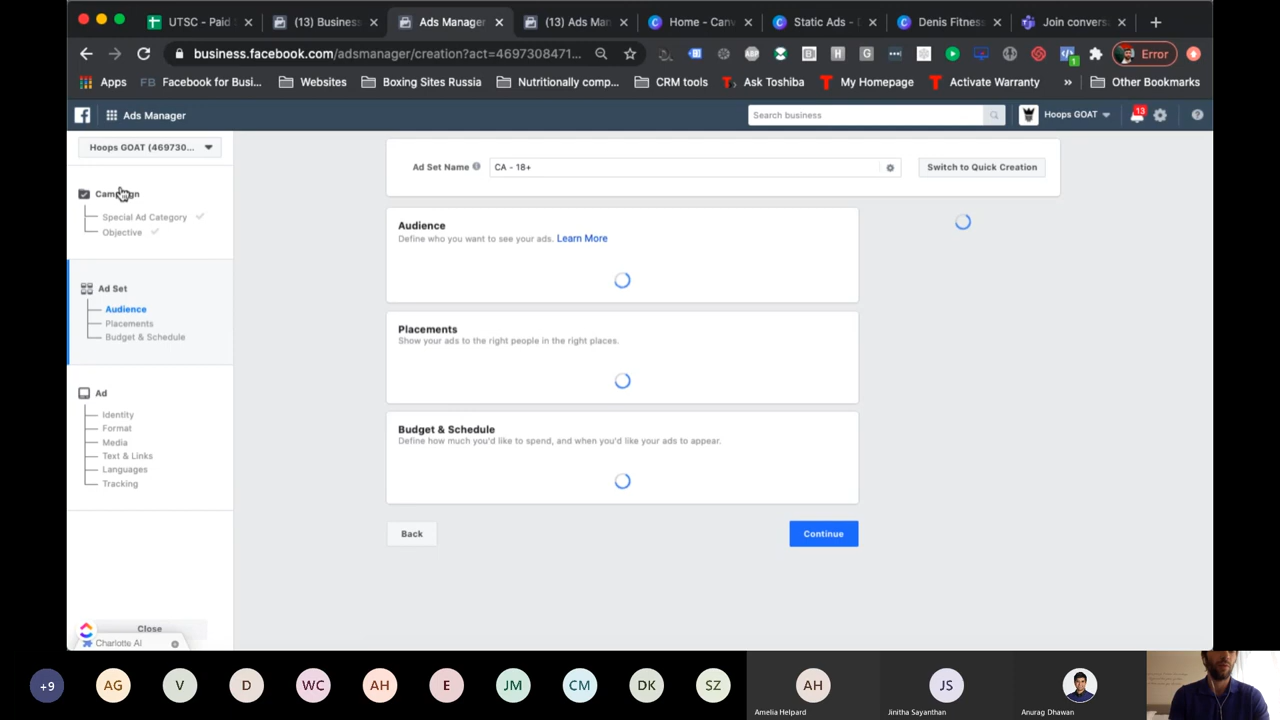 UTSC - Paid S
(13) Business
Ads Manager
(13) Ads Man
Home - Canv
Static Ads - D
Denis Fitness
Join conversa
business.facebook.com/adsmanager/creation?act=4697308471...
Error
Apps
FB Facebook for Busi...
Websites
Boxing Sites Russia
Nutritionally comp...
CRM tools
Ask Toshiba
My Homepage
Activate Warranty
»
Other Bookmarks
Ads Manager
Search business
Hoops GOAT
13
Hoops GOAT (469730...
Campaign
Special Ad Category
Objective
Ad Set
Audience
Placements
Budget & Schedule
Ad
Identity
Format
Media
Text & Links
Languages
Tracking
Close
Charlotte AI
Ad Set Name
CA - 18+
Switch to Quick Creation
Audience
Define who you want to see your ads. Learn More
Placements
Show your ads to the right people in the right places.
Budget & Schedule
Define how much you'd like to spend, and when you'd like your ads to appear.
Back
Continue
+9
AG
V
D
WC
AH
E
JM
CM
DK
SZ
AH
Amelia Helpard
JS
Jinitha Sayanthan
Anurag Dhawan